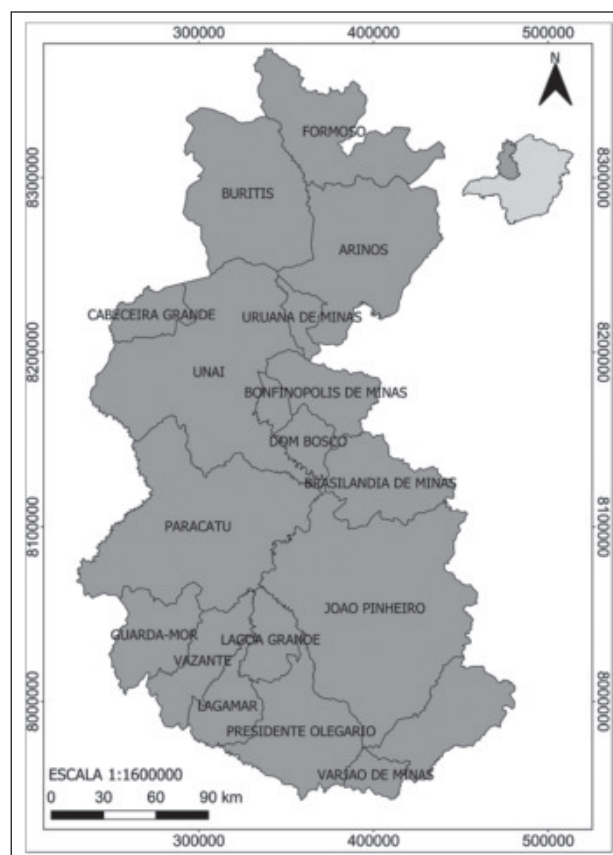 300000 400000 500000
N
FORMOSO
8300000 8300000
BURITIS
ARINOS
CABECEIRA GRANDE URUANA DE MINAS
8200000 8200000
UNAI
BONFINOPOLIS DE MINAS
DOM BOSCO
BRASILANDIA DE MINAS
8100000 8100000
PARACATU
JOAO PINHEIRO
GUARDA-MOR LAGOA GRANDE
VAZANTE
8000000 8000000
LAGAMAR
PRESIDENTE OLEGARIO
ESCALA 1:1600000 VARJAO DE MINAS
0 30 60 90 km
300000 400000 500000